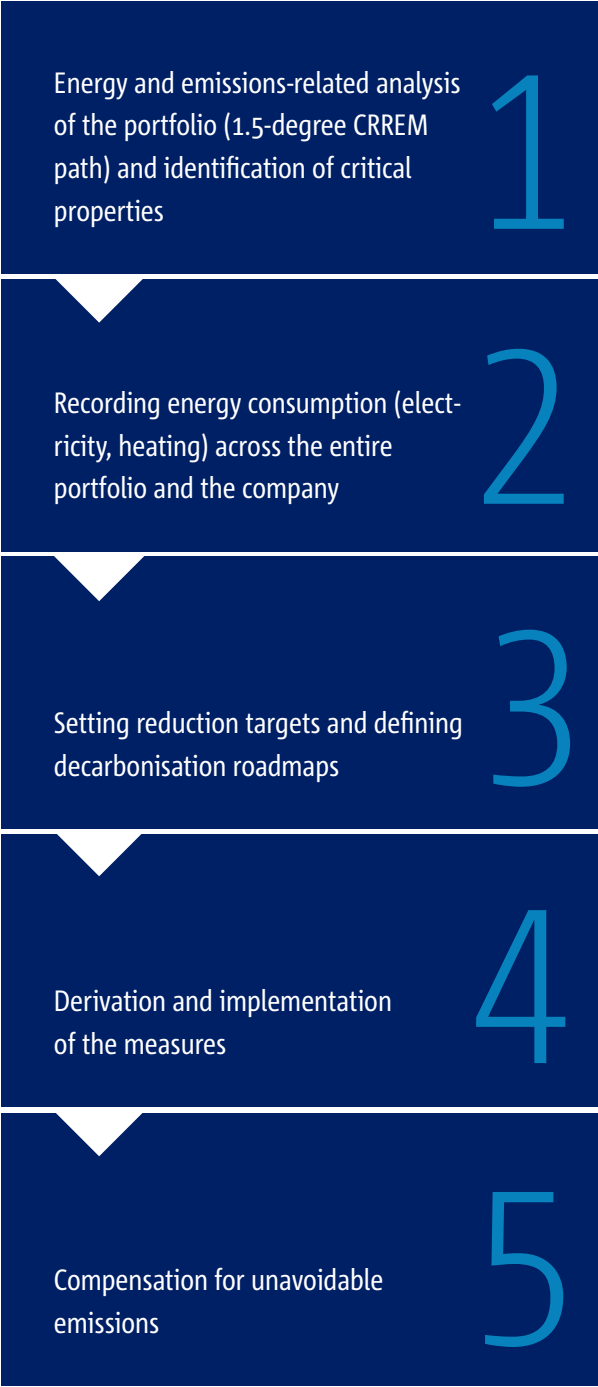 Energy and emissions-related analysis
of the portfolio (1.5-degree CRREM
path) and identification of critical
properties
1
Recording energy consumption (elect-
ricity, heating) across the entire
portfolio and the company
2
Setting reduction targets and defining
decarbonisation roadmaps
3
Derivation and implementation
of the measures
4
Compensation for unavoidable
emissions
5